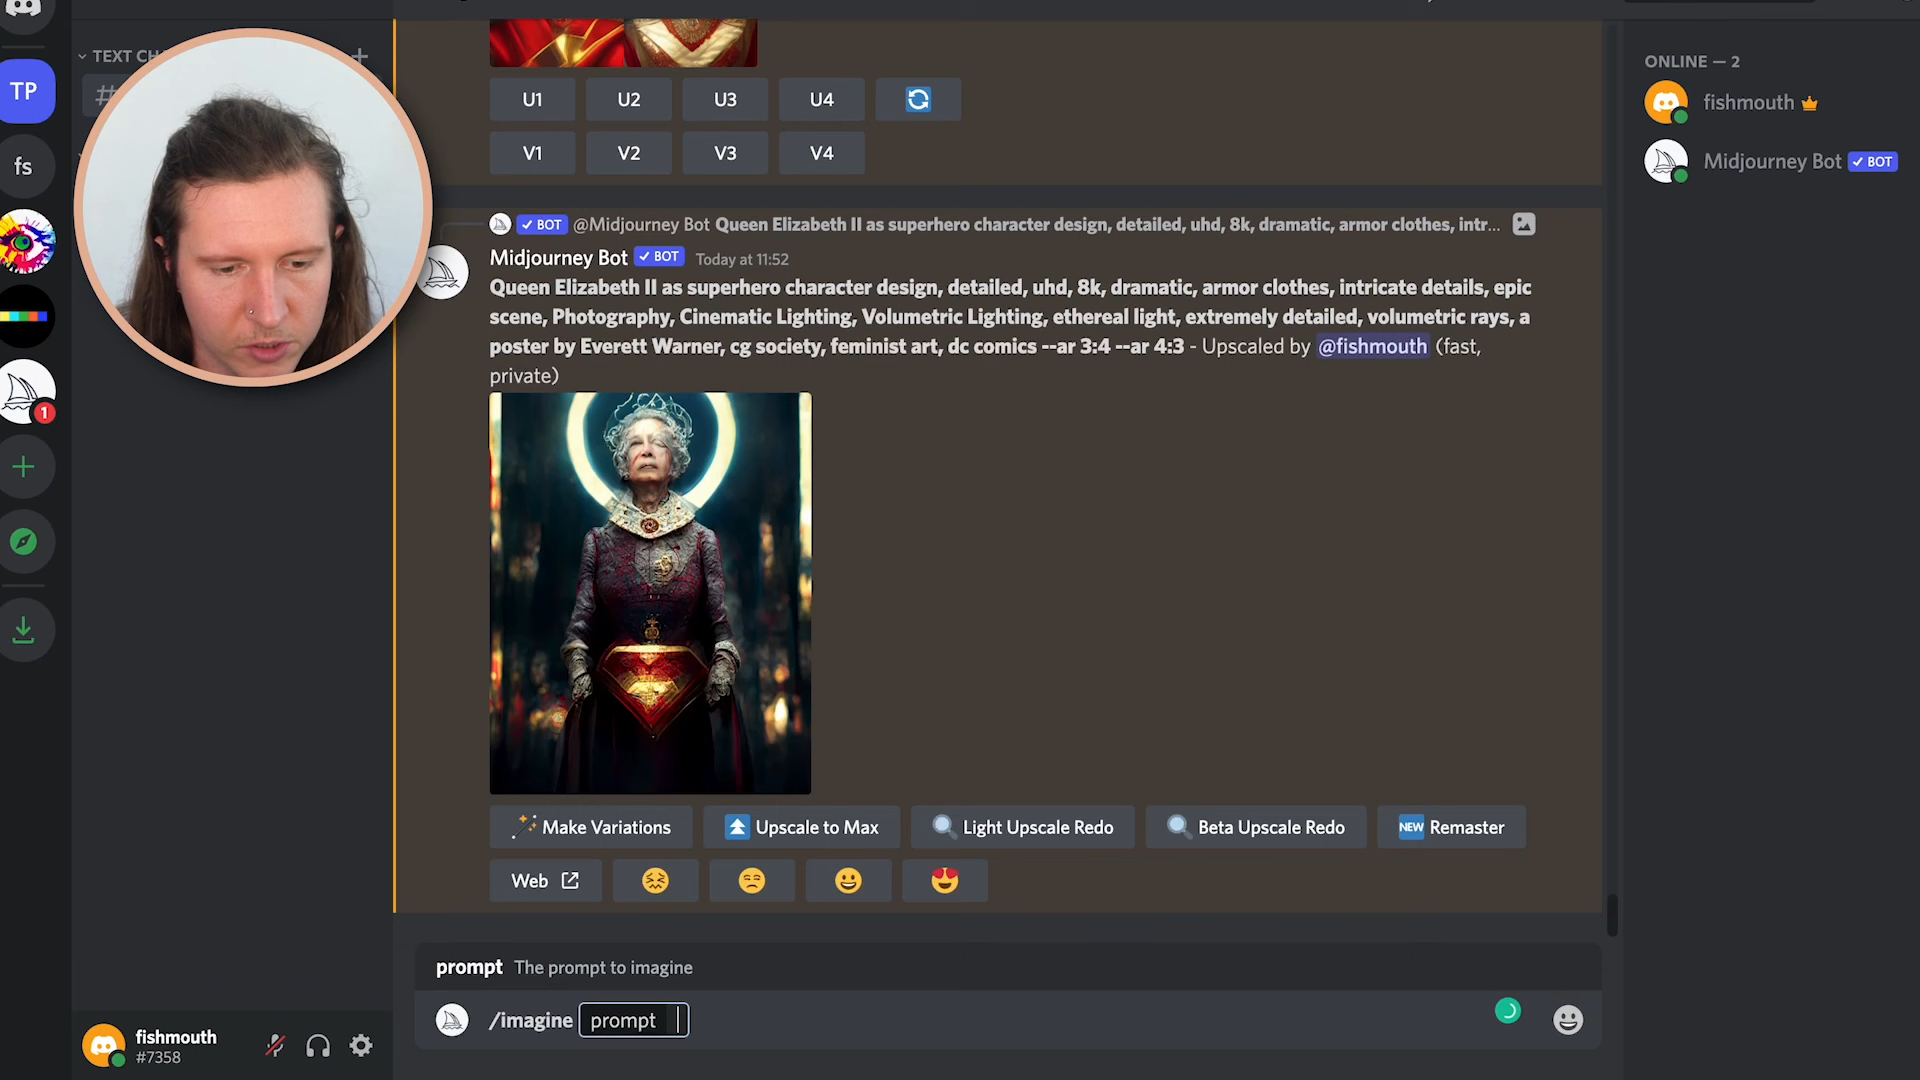 TEXT CH
#
TP
fs
1
U1 U2 U3 U4
V1 V2 V3 V4
BOT @Midjourney Bot Queen Elizabeth II as superhero character design, detailed, uhd, 8k, dramatic, armor clothes, intr...
Midjourney Bot BOT Today at 11:52
Queen Elizabeth II as superhero character design, detailed, uhd, 8k, dramatic, armor clothes, intricate details, epic
scene, Photography, Cinematic Lighting, Volumetric Lighting, ethereal light, extremely detailed, volumetric rays, a
poster by Everett Warner, cg society, feminist art, dc comics --ar 3:4 --ar 4:3 - Upscaled by @fishmouth (fast,
private)
Make Variations Upscale to Max Light Upscale Redo Beta Upscale Redo NEW Remaster
Web
prompt The prompt to imagine
/imagine prompt
fishmouth
#7358
ONLINE — 2
fishmouth
Midjourney Bot BOT